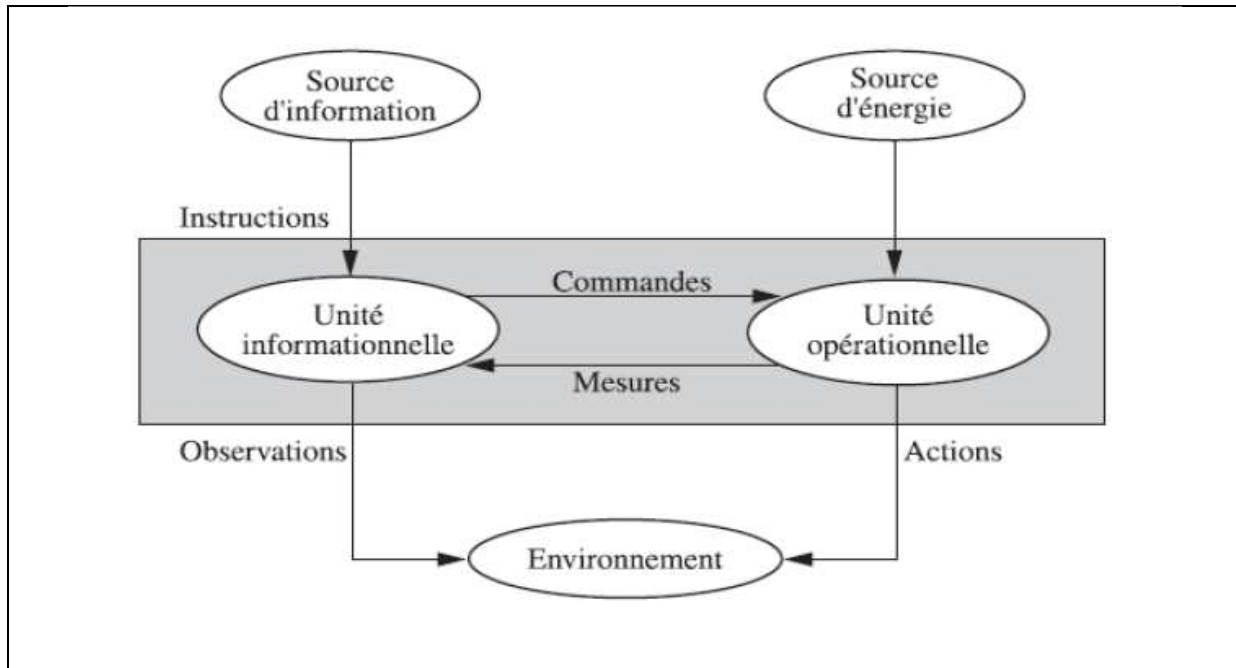 Source
d'information
Source
d'énergie
Instructions
Commandes
Unité
informationnelle
Unité
opérationnelle
Mesures
Observations
Actions
Environnement